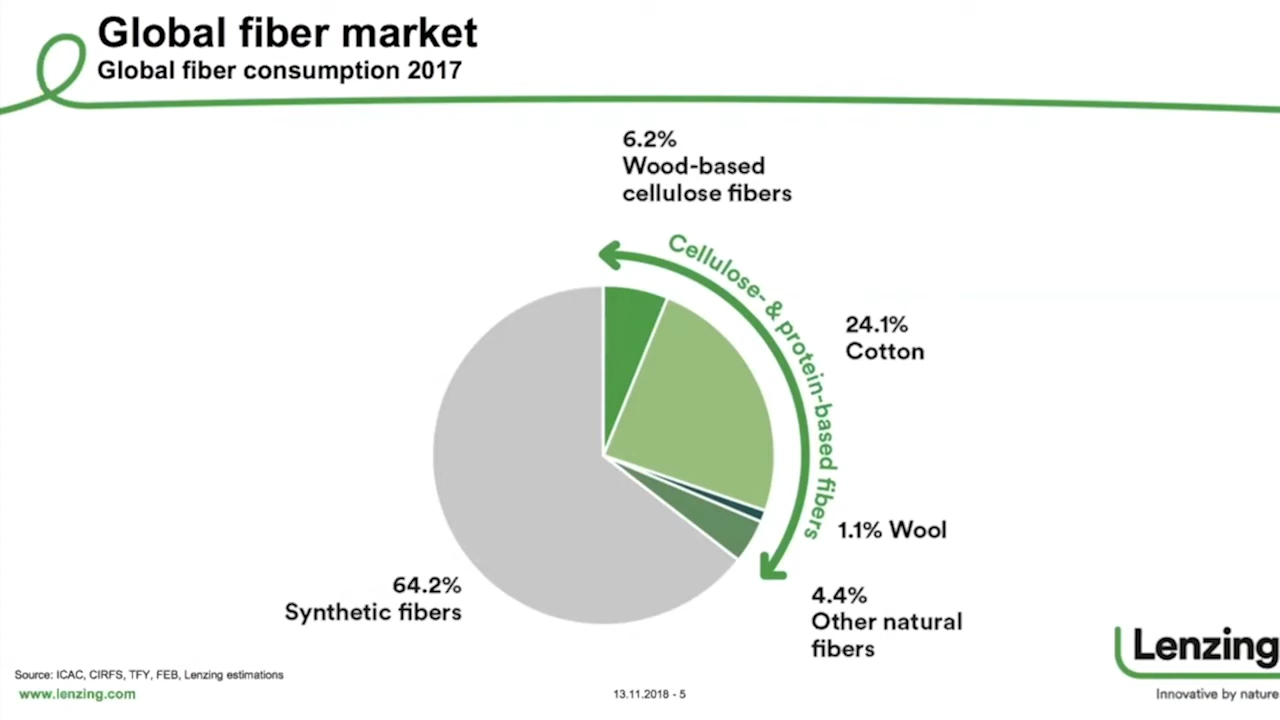 Global fiber market
Global fiber consumption 2017
6.2%
Wood-based
cellulose fibers
Cellulose- & protein-based fibers
24.1%
Cotton
1.1% Wool
4.4%
Other natural
fibers
64.2%
Synthetic fibers
Source: ICAC, CIRFS, TFY, FEB, Lenzing estimations
www.lenzing.com
13.11.2018 - 5
Lenzing
Innovative by nature